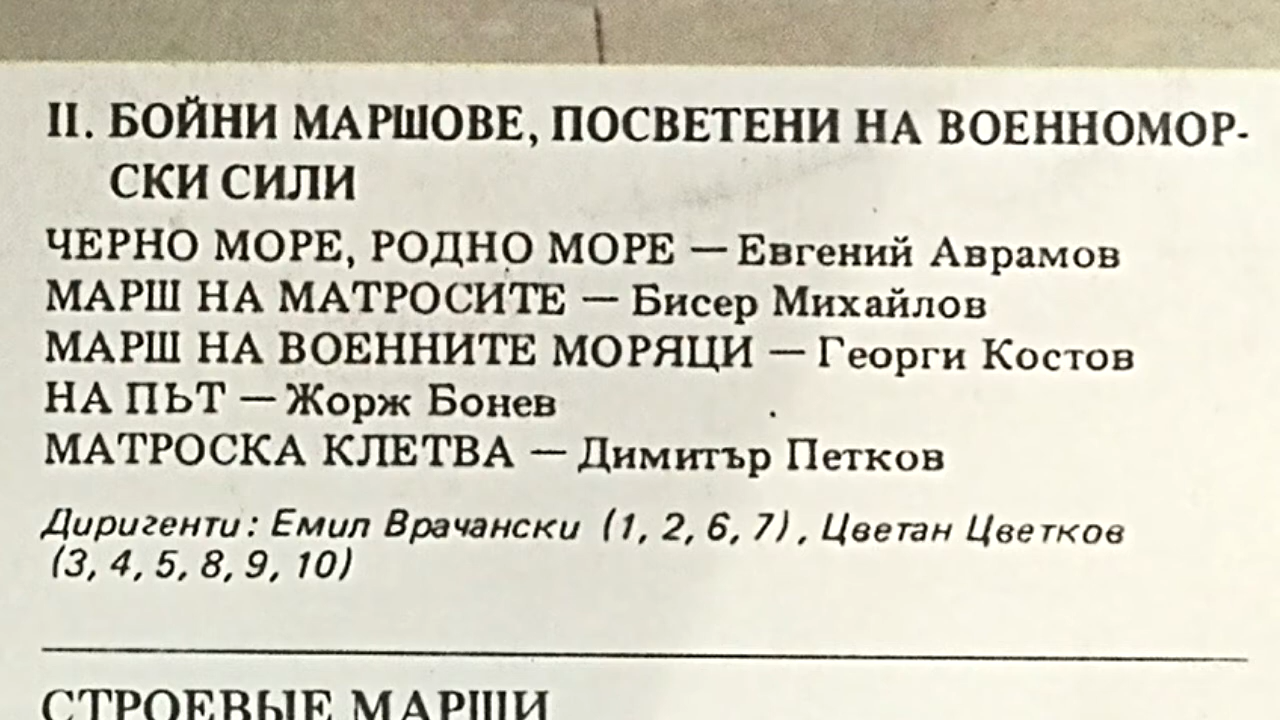 II. БОЙНИ МАРШОВЕ, ПОСВЕТЕНИ НА ВОЕННОМОР-
СКИ СИЛИ
ЧЕРНО МОРЕ, РОДНО МОРЕ — Евгений Аврамов
МАРШ НА МАТРОСИТЕ — Бисер Михайлов
МАРШ НА ВОЕННИТЕ МОРЯЦИ — Георги Костов
НА ПЪТ — Жорж Бонев
МАТРОСКА КЛЕТВА — Димитър Петков
Диригенти: Емил Врачански (1, 2, 6, 7), Цветан Цветков
(3, 4, 5, 8, 9, 10)
СТРОЕВЫЕ МАРШИ